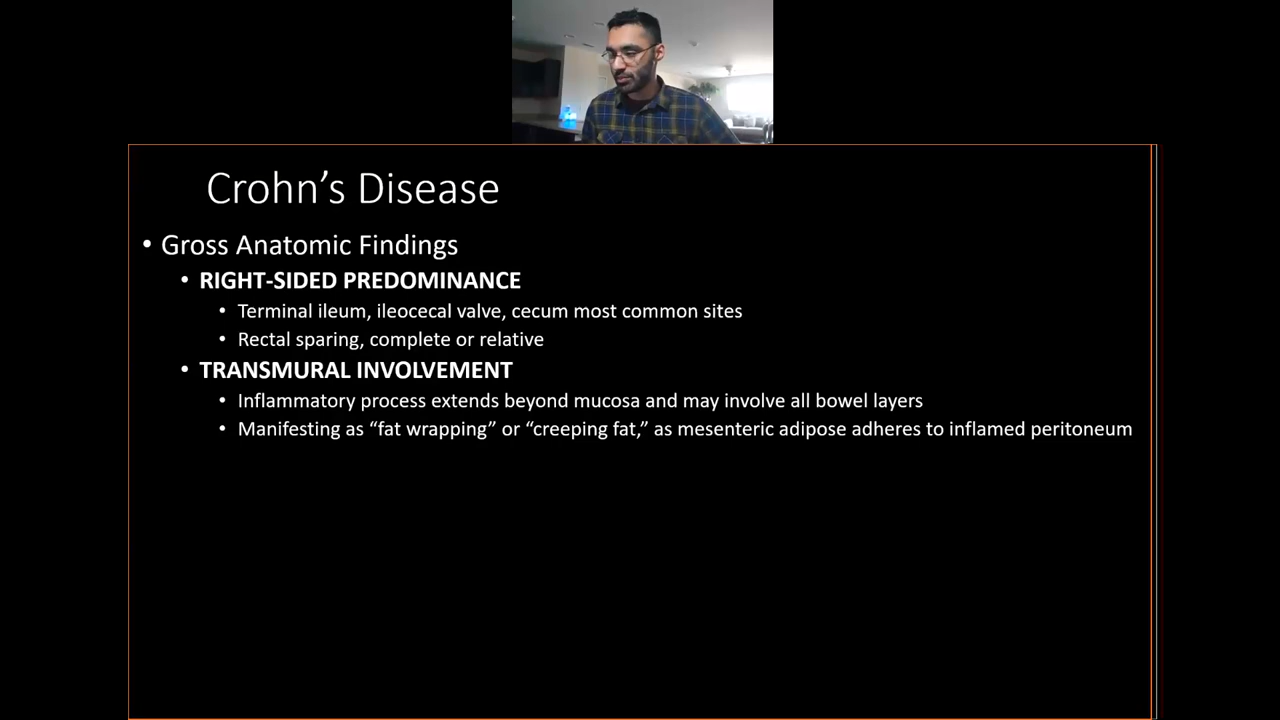 Crohn’s Disease
• Gross Anatomic Findings
• RIGHT-SIDED PREDOMINANCE
• Terminal ileum, ileocecal valve, cecum most common sites
• Rectal sparing, complete or relative
• TRANSMURAL INVOLVEMENT
• Inflammatory process extends beyond mucosa and may involve all bowel layers
• Manifesting as “fat wrapping” or “creeping fat,” as mesenteric adipose adheres to inflamed peritoneum